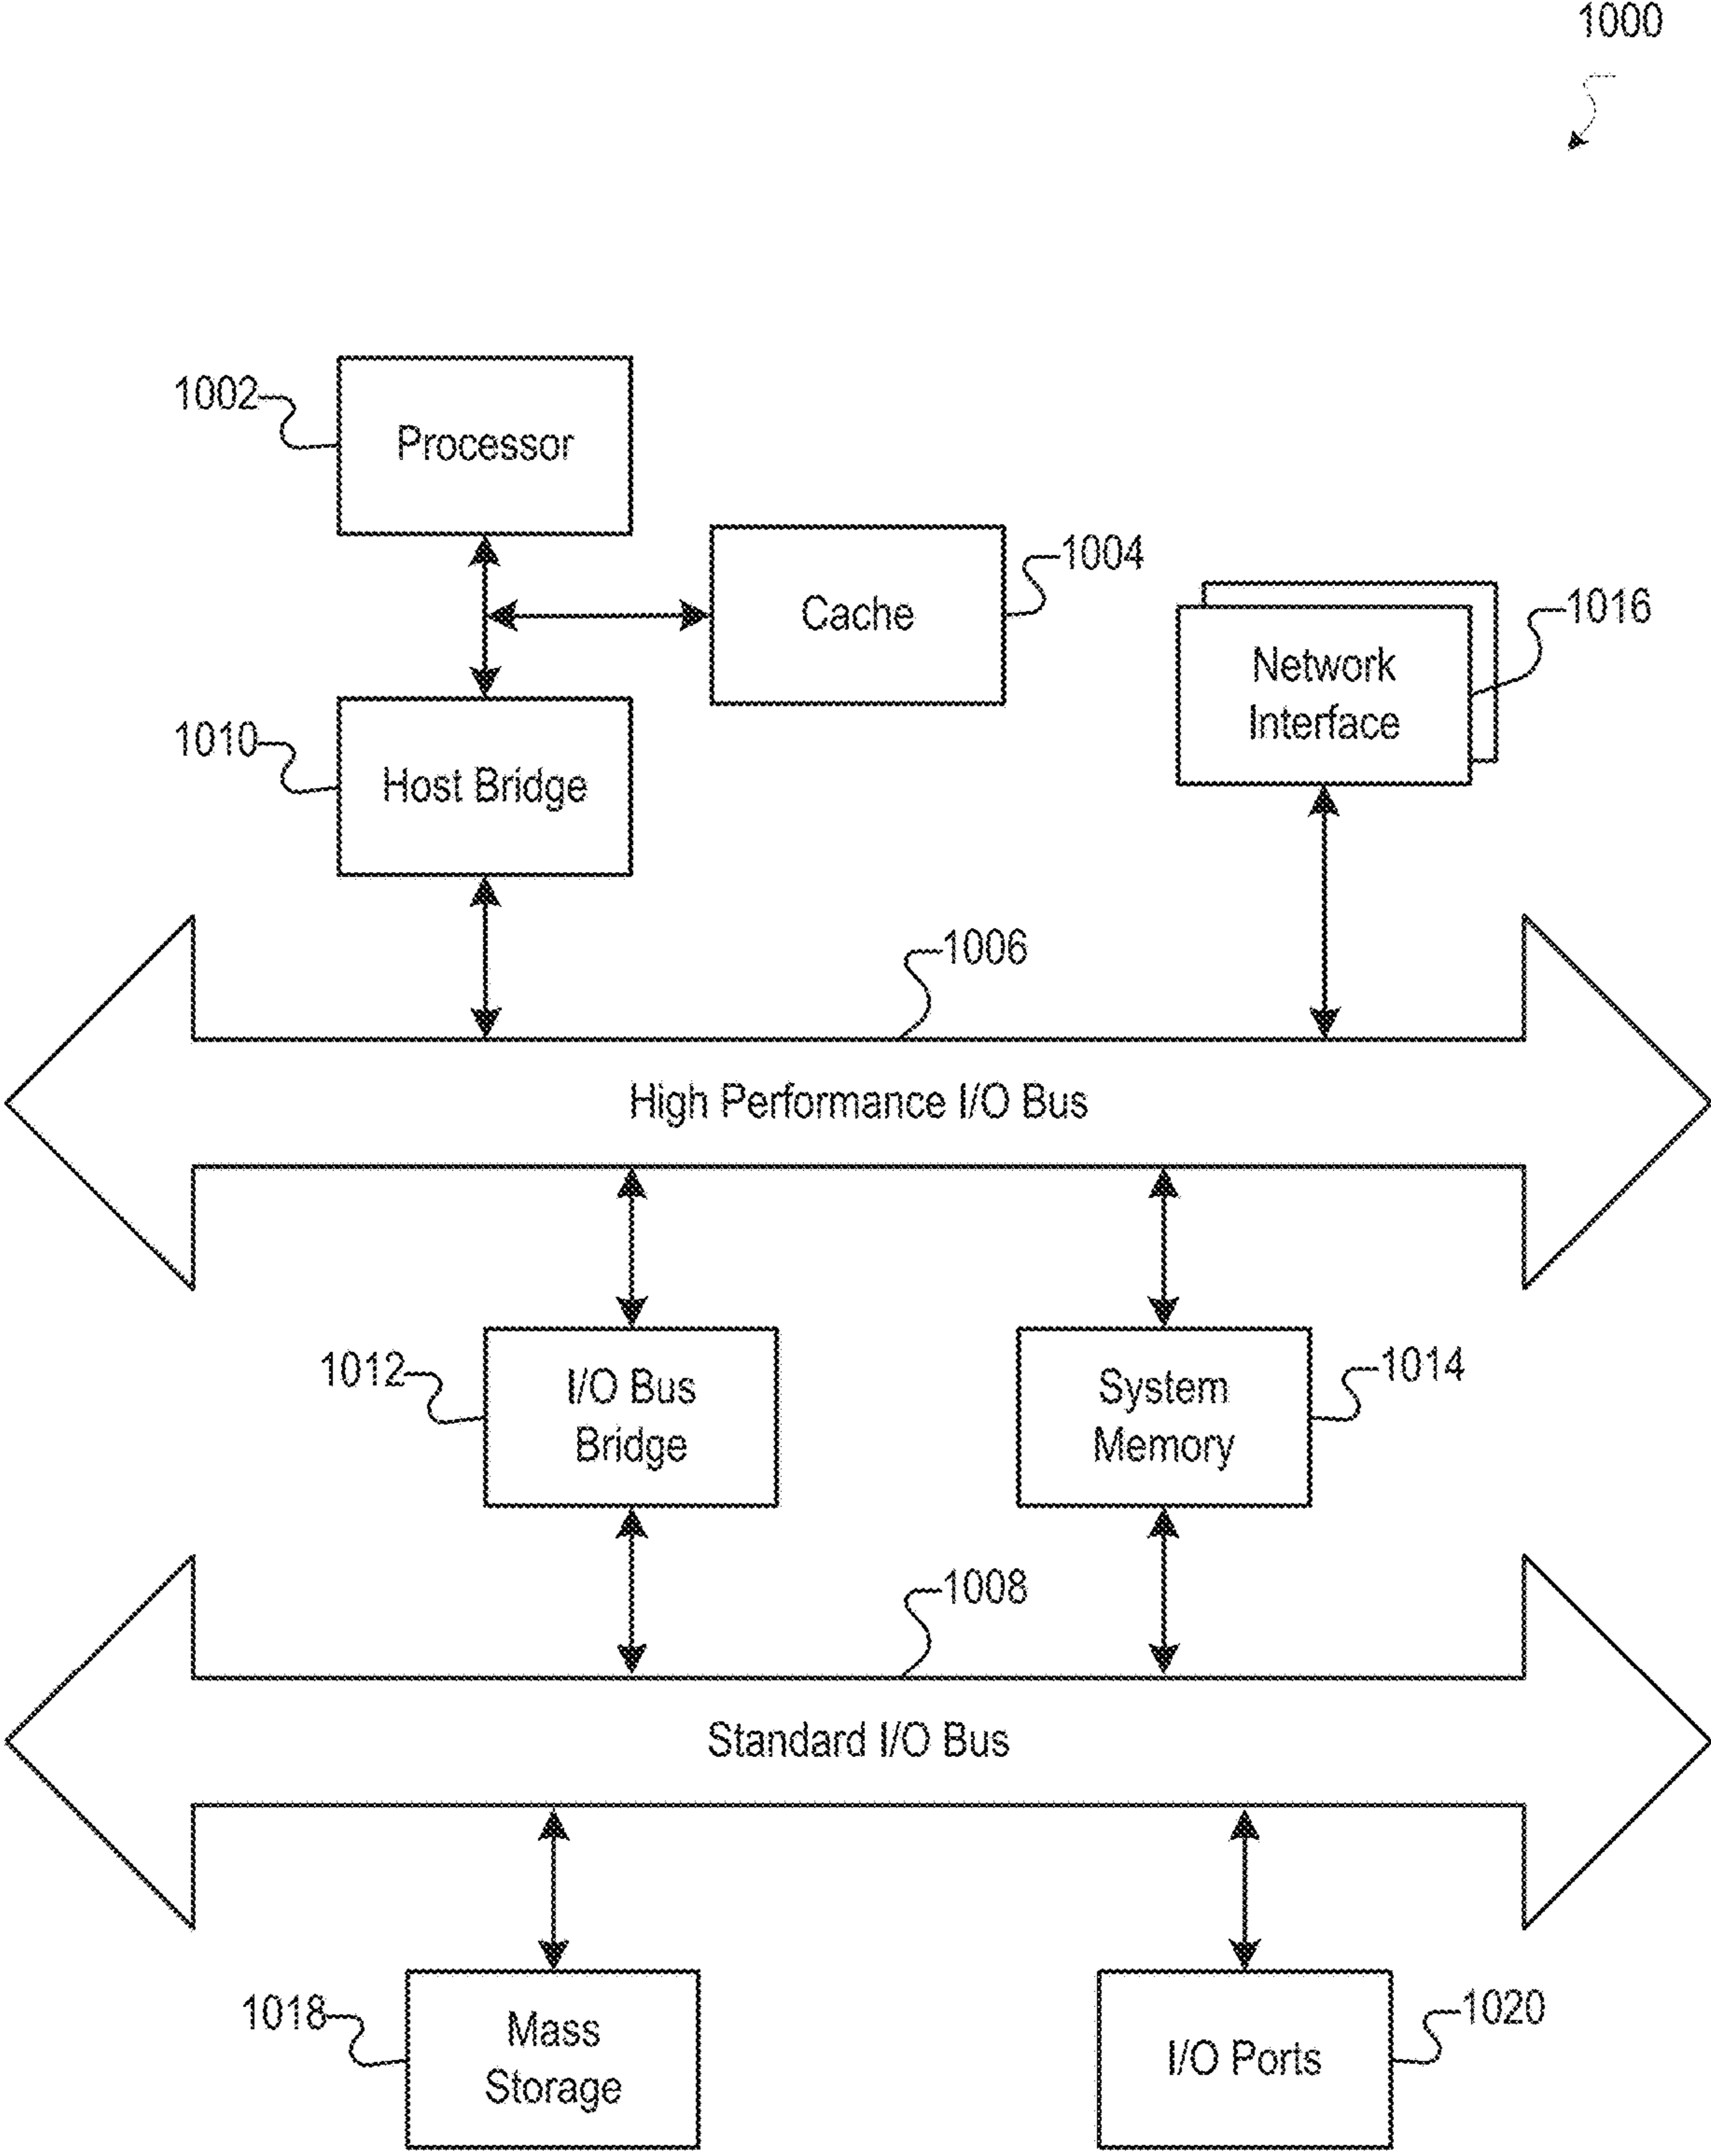 1000
1002
Processor
1004
Cache
1016
Network
Interface
1010
Host Bridge
1006
High Performance I/O Bus
1012
I/O Bus
Bridge
System
Memory
1014
1008
Standard I/O Bus
1018
Mass
Storage
I/O Ports
1020